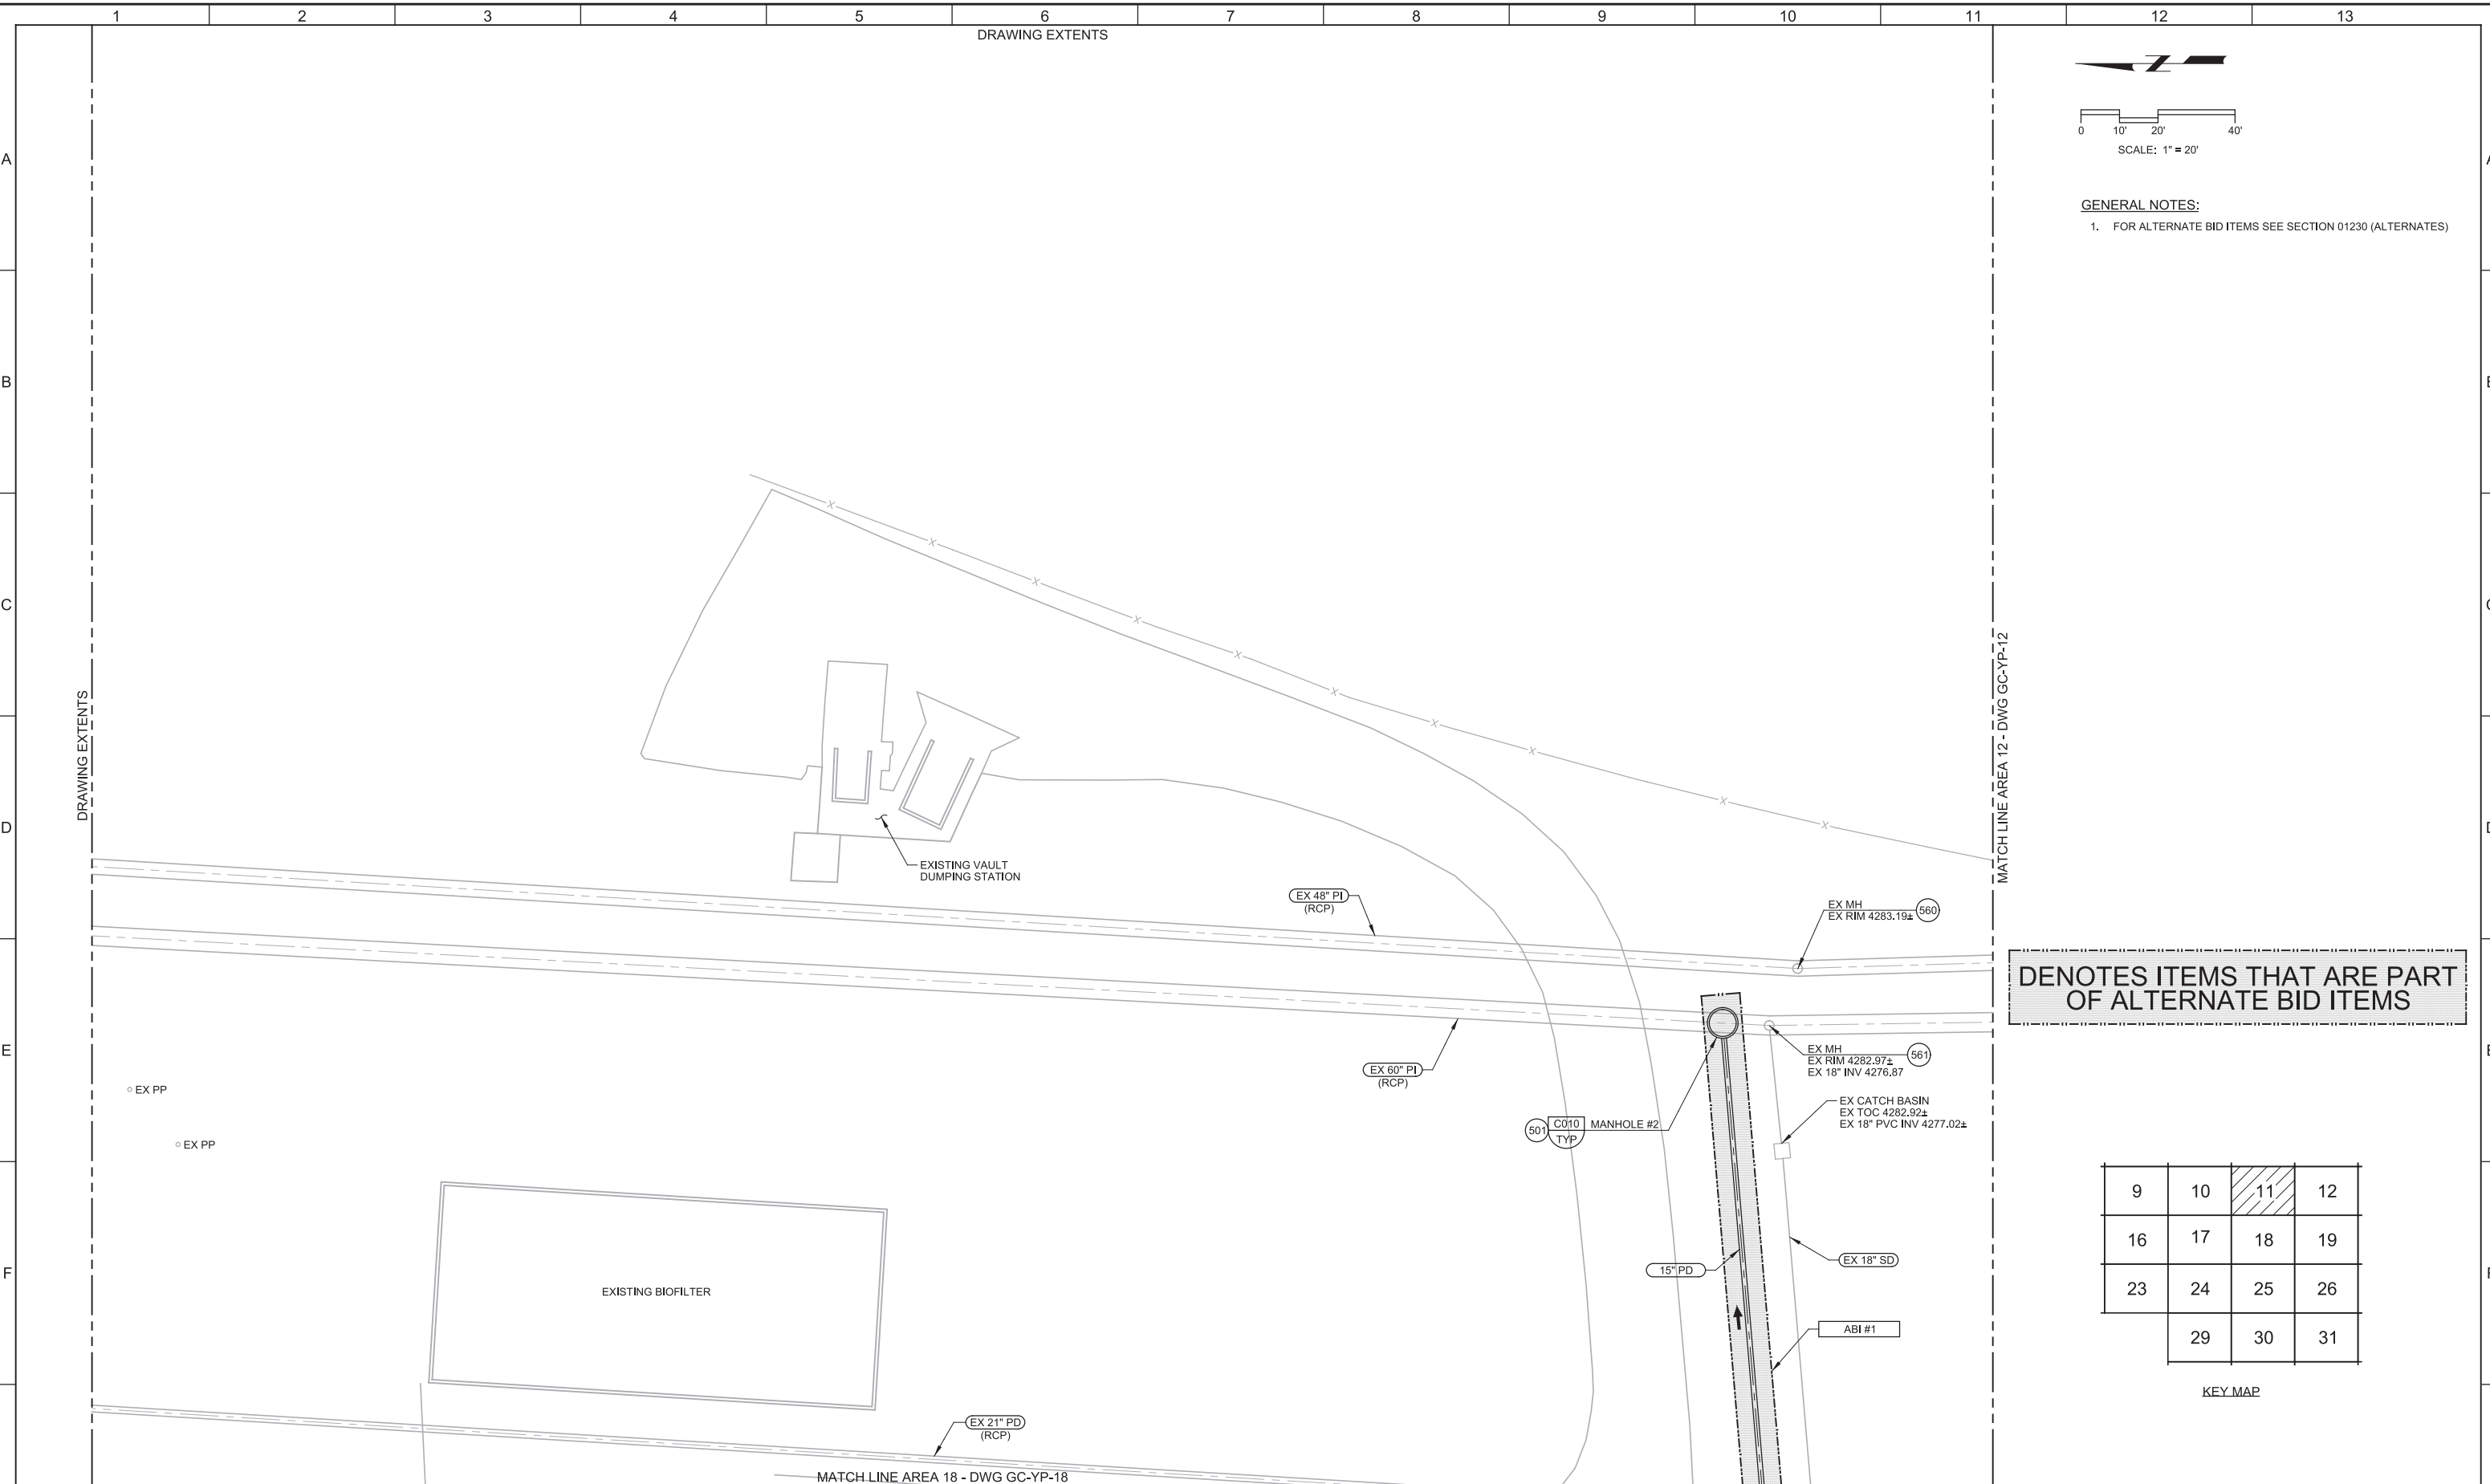 1 2 3 4 5 6 7 8 9 10 11 12 13
DRAWING EXTENTS
Z
0 10' 20' 40'
SCALE: 1" = 20'
GENERAL NOTES:
1. FOR ALTERNATE BID ITEMS SEE SECTION 01230 (ALTERNATES)
A
B
C
D
E
F
DRAWING EXTENTS
MATCH LINE AREA 12 - DWG GC-YP-12
X X X X X X X X X X
EXISTING VAULT
DUMPING STATION
EX 48" PI
(RCP)
EX MH
EX RIM 4283.19±
560
DENOTES ITEMS THAT ARE PART
OF ALTERNATE BID ITEMS
EX 60" PI
(RCP)
EX MH
EX RIM 4282.97±
EX 18" INV 4276.87
561
EX CATCH BASIN
EX TOC 4282.92±
EX 18" PVC INV 4277.02±
501 C010 MANHOLE #2
TYP
EX PP
EX PP
EXISTING BIOFILTER
15" PD
EX 18" SD
ABI #1
9 10 11 12
16 17 18 19
23 24 25 26
29 30 31
KEY MAP
EX 21" PD
(RCP)
MATCH LINE AREA 18 - DWG GC-YP-18